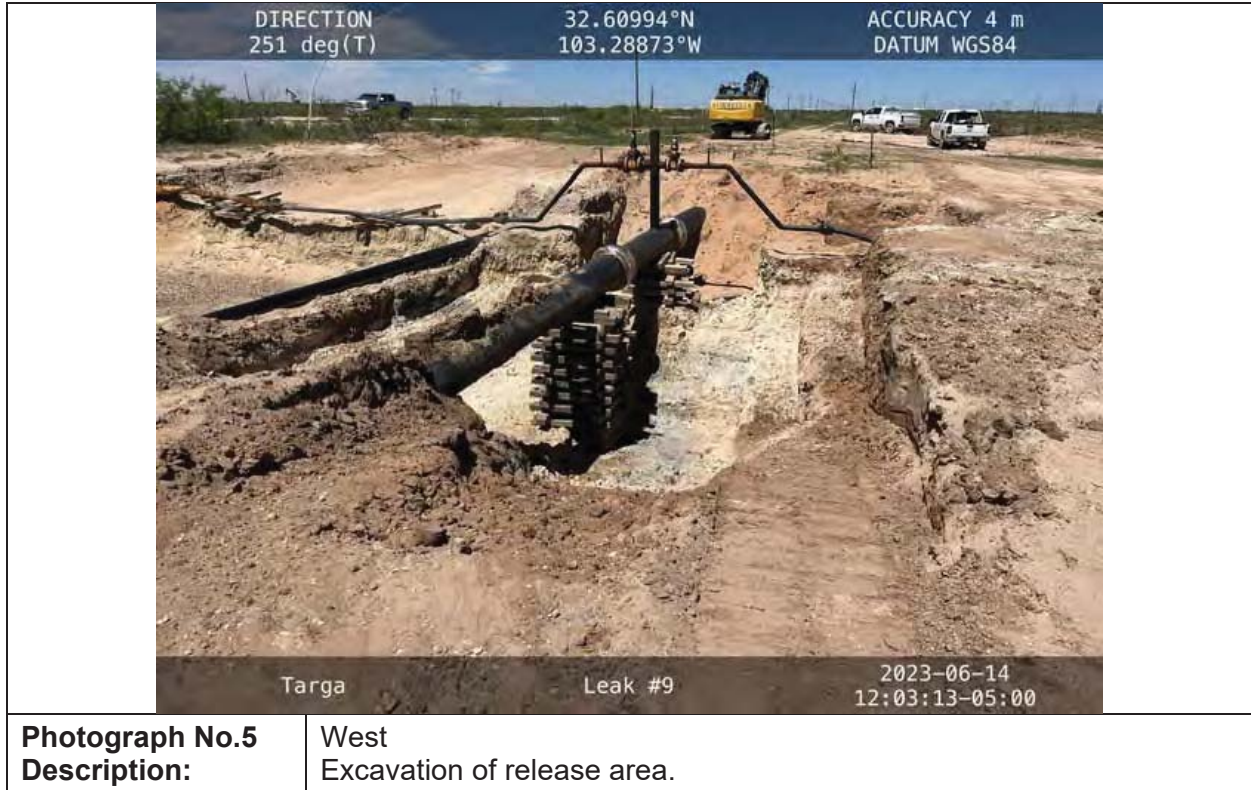 DIRECTION
251 deg(T)
32.60994°N
103.28873°W
ACCURACY 4 m
DATUM WGS84
Targa
Leak #9
2023-06-14
12:03:13-05:00
Photograph No.5
Description:
West
Excavation of release area.